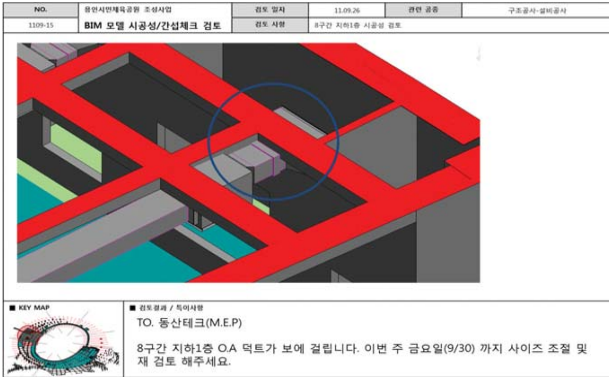 NO. 용인시민체육공원 조성사업 검토 일자 11.09.26 관련 공종 구조공사-설비공사
1109-15 BIM 모델 시공성/간섭체크 검토 검토 사항 8구간 지하1층 시공성 검토
■ KEY MAP
■ 검토결과 / 특이사항
TO. 동산테크(M.E.P)
8구간 지하1층 O.A 덕트가 보에 걸립니다. 이번 주 금요일(9/30) 까지 사이즈 조절 및
재 검토 해주세요.